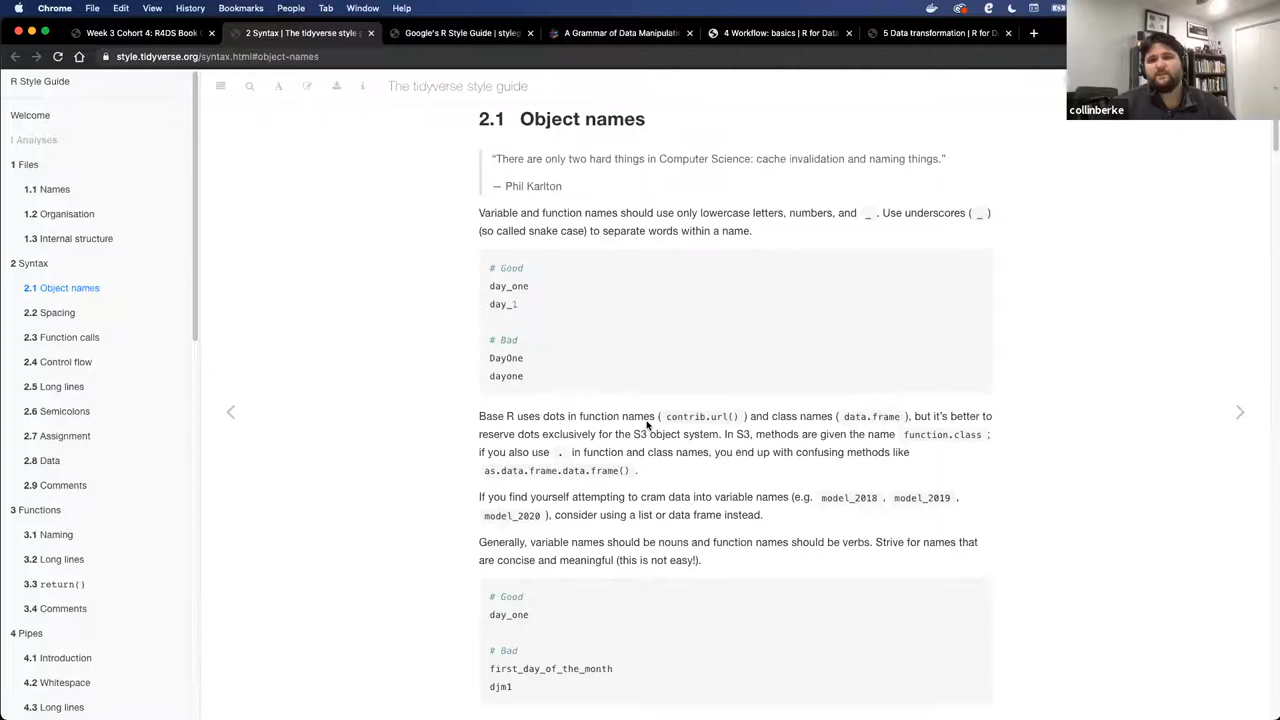 Chrome File Edit View History Bookmarks Profiles Tab Window Help
Week 3 Cohort 4: R4DS Book
2 Syntax | The tidyverse style g
Google's R Style Guide | styleg
A Grammar of Data Manipulati
4 Workflow: basics | R for Data
5 Data transformation | R for D
style.tidyverse.org/syntax.html#object-names
collinberke
R Style Guide
Welcome
I Analyses
1 Files
1.1 Names
1.2 Organisation
1.3 Internal structure
2 Syntax
2.1 Object names
2.2 Spacing
2.3 Function calls
2.4 Control flow
2.5 Long lines
2.6 Semicolons
2.7 Assignment
2.8 Data
2.9 Comments
3 Functions
3.1 Naming
3.2 Long lines
3.3 return()
3.4 Comments
4 Pipes
4.1 Introduction
4.2 Whitespace
4.3 Long lines
The tidyverse style guide
2.1 Object names
“There are only two hard things in Computer Science: cache invalidation and naming things.”
— Phil Karlton
Variable and function names should use only lowercase letters, numbers, and _ . Use underscores ( _ )
(so called snake case) to separate words within a name.
# Good
day_one
day_1
# Bad
DayOne
dayone
Base R uses dots in function names ( contrib.url() ) and class names ( data.frame ), but it’s better to
reserve dots exclusively for the S3 object system. In S3, methods are given the name function.class ;
if you also use . in function and class names, you end up with confusing methods like
as.data.frame.data.frame() .
If you find yourself attempting to cram data into variable names (e.g. model_2018 , model_2019 ,
model_2020 ), consider using a list or data frame instead.
Generally, variable names should be nouns and function names should be verbs. Strive for names that
are concise and meaningful (this is not easy!).
# Good
day_one
# Bad
first_day_of_the_month
djm1